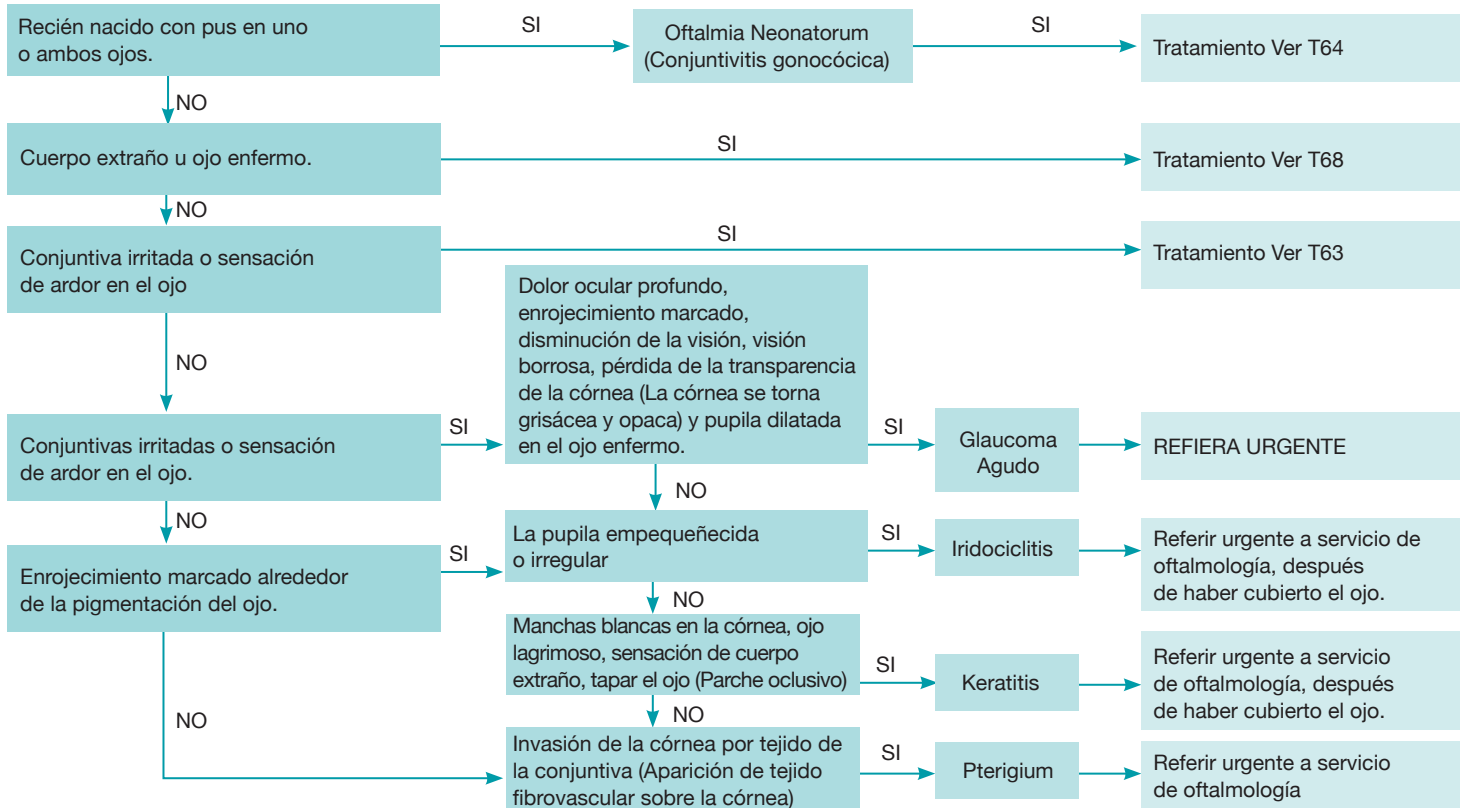 Recién nacido con pus en uno
o ambos ojos.
SI
Oftalmia Neonatorum
(Conjuntivitis gonocócica)
SI
Tratamiento Ver T64
NO
Cuerpo extraño u ojo enfermo.
SI
Tratamiento Ver T68
NO
Conjuntiva irritada o sensación
de ardor en el ojo
SI
Tratamiento Ver T63
NO
Conjuntivas irritadas o sensación
de ardor en el ojo.
SI
Dolor ocular profundo,
enrojecimiento marcado,
disminución de la visión, visión
borrosa, pérdida de la transparencia
de la córnea (La córnea se torna
grisácea y opaca) y pupila dilatada
en el ojo enfermo.
SI
Glaucoma
Agudo
REFIERA URGENTE
NO
NO
Enrojecimiento marcado alrededor
de la pigmentación del ojo.
SI
La pupila empequeñecida
o irregular
SI
Iridociclitis
Referir urgente a servicio de
oftalmología, después
de haber cubierto el ojo.
NO
Manchas blancas en la córnea, ojo
lagrimoso, sensación de cuerpo
extraño, tapar el ojo (Parche oclusivo)
SI
Keratitis
Referir urgente a servicio
de oftalmología, después
de haber cubierto el ojo.
NO
NO
Invasión de la córnea por tejido de
la conjuntiva (Aparición de tejido
fibrovascular sobre la córnea)
SI
Pterigium
Referir urgente a servicio
de oftalmología